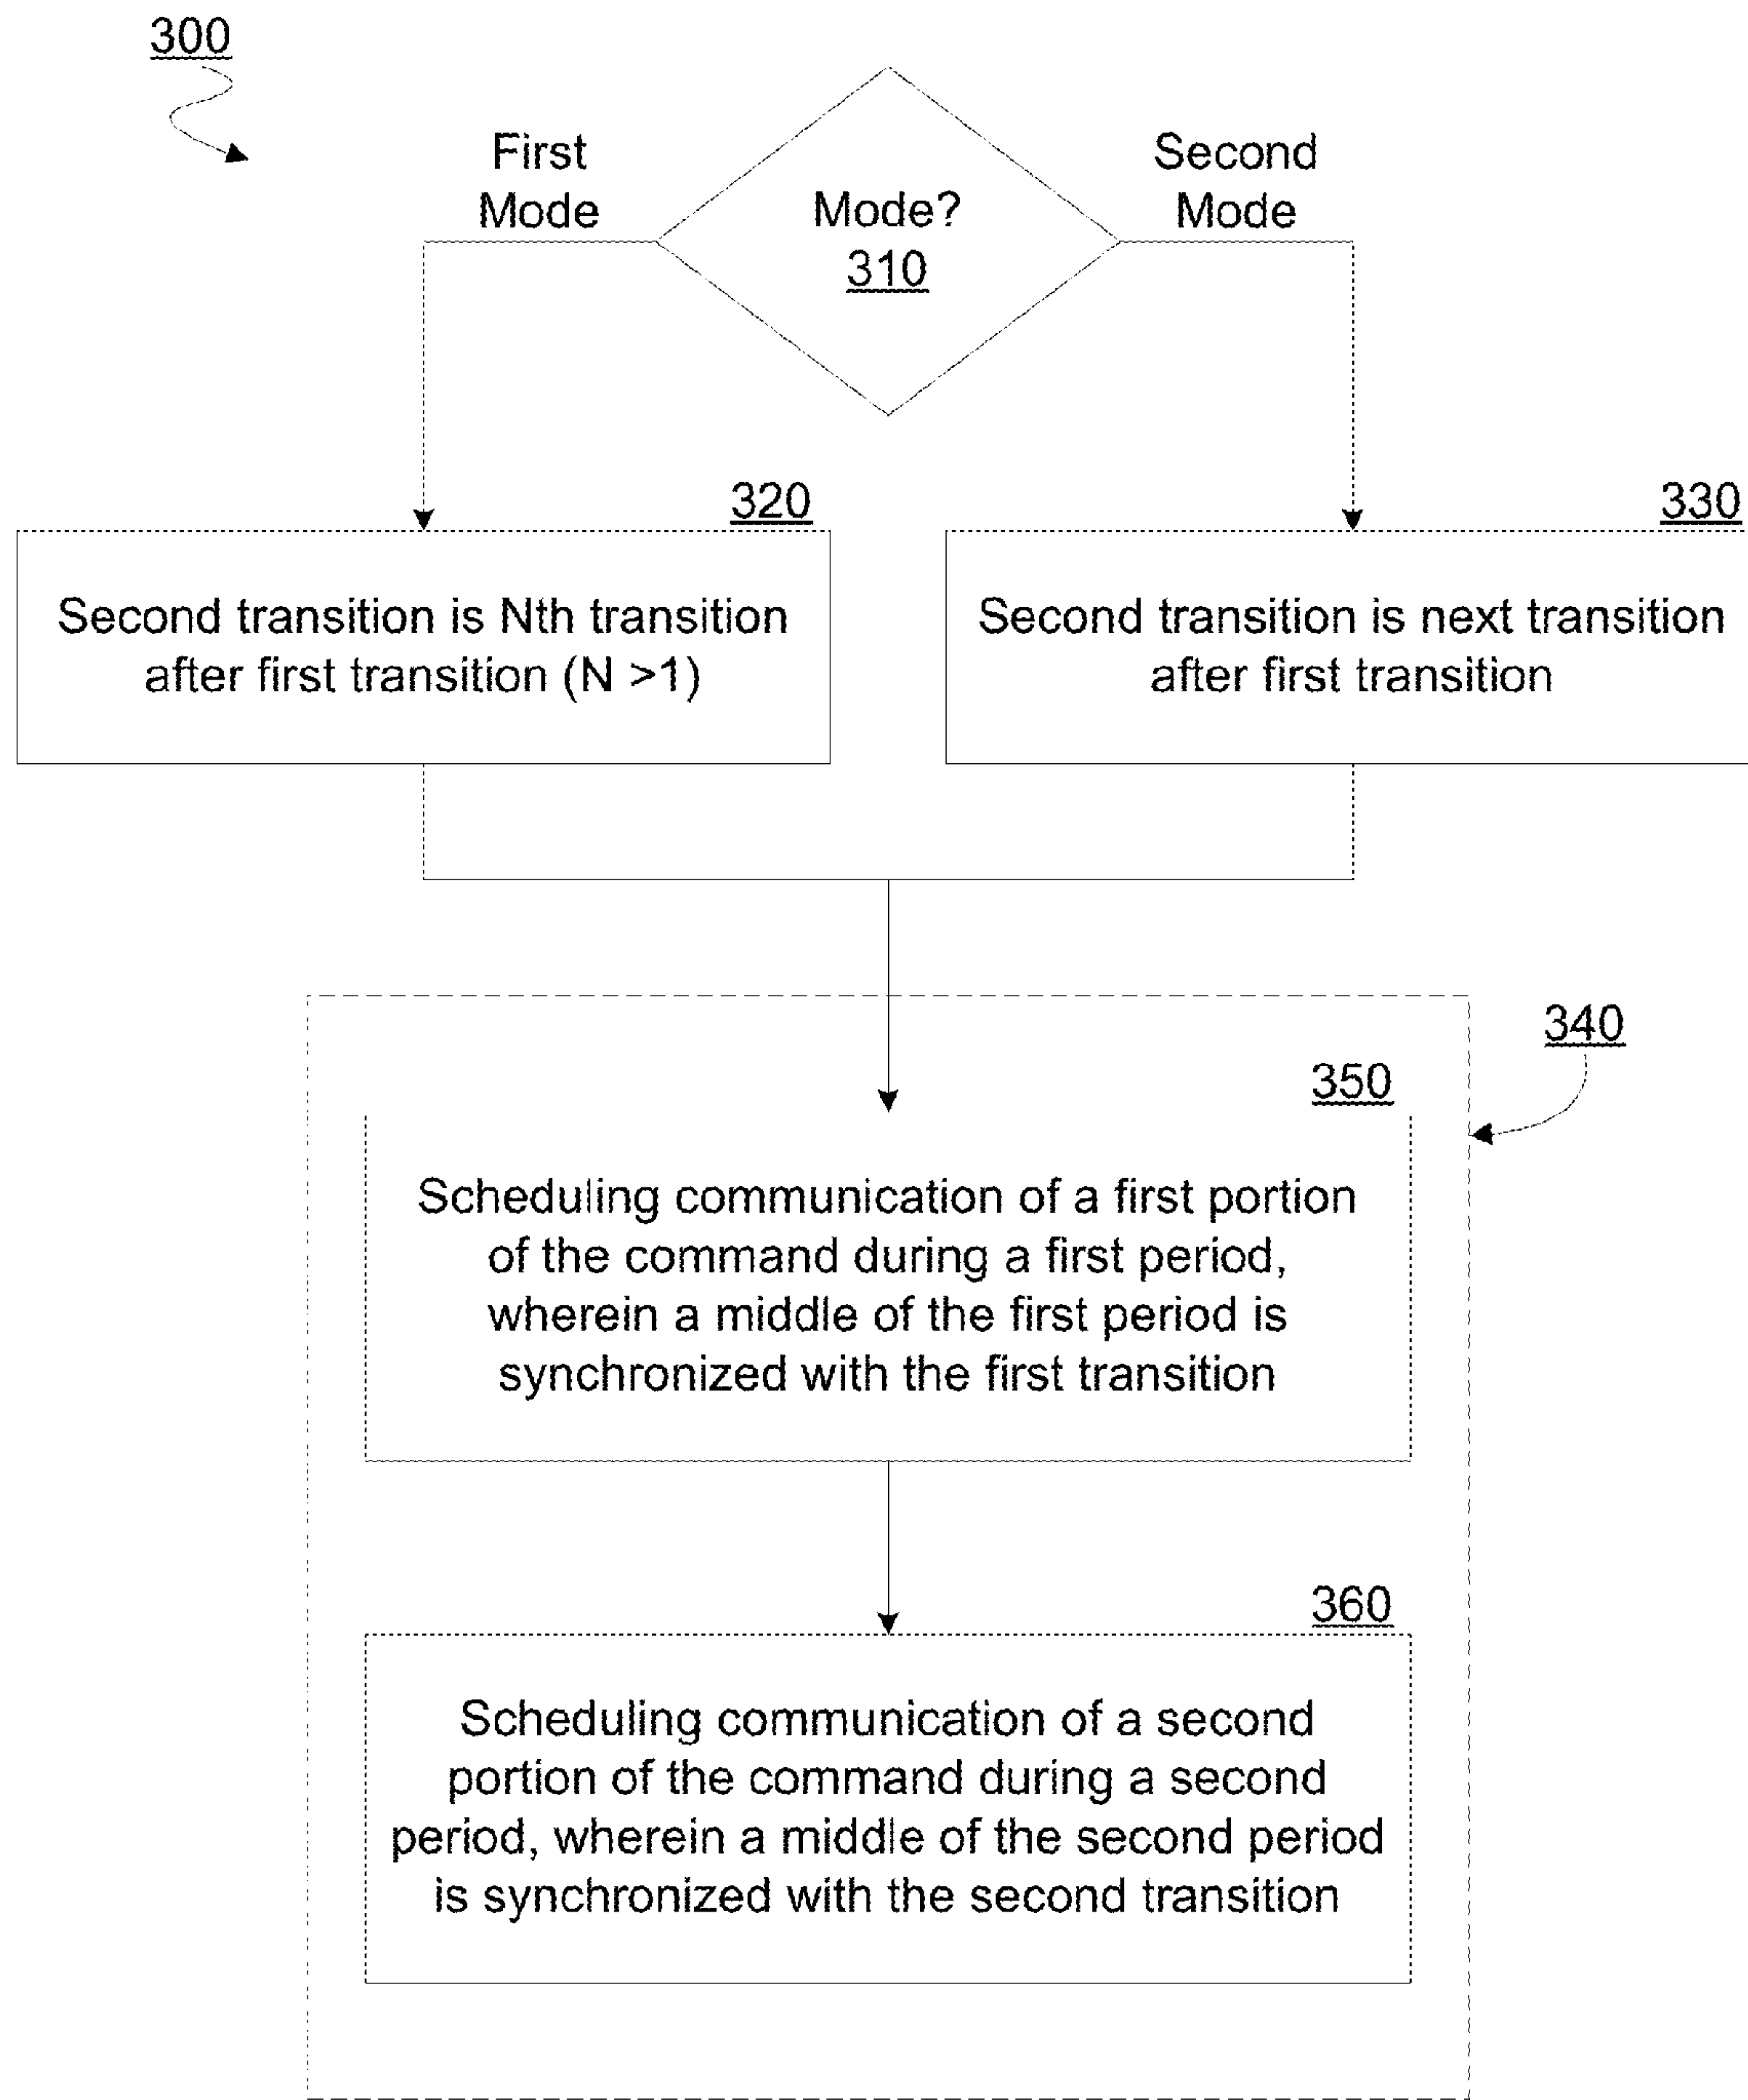 300
First
Mode
Mode?
310
Second
Mode
320
Second transition is Nth transition
after first transition (N >1)
330
Second transition is next transition
after first transition
340
350
Scheduling communication of a first portion
of the command during a first period,
wherein a middle of the first period is
synchronized with the first transition
360
Scheduling communication of a second
portion of the command during a second
period, wherein a middle of the second period
is synchronized with the second transition